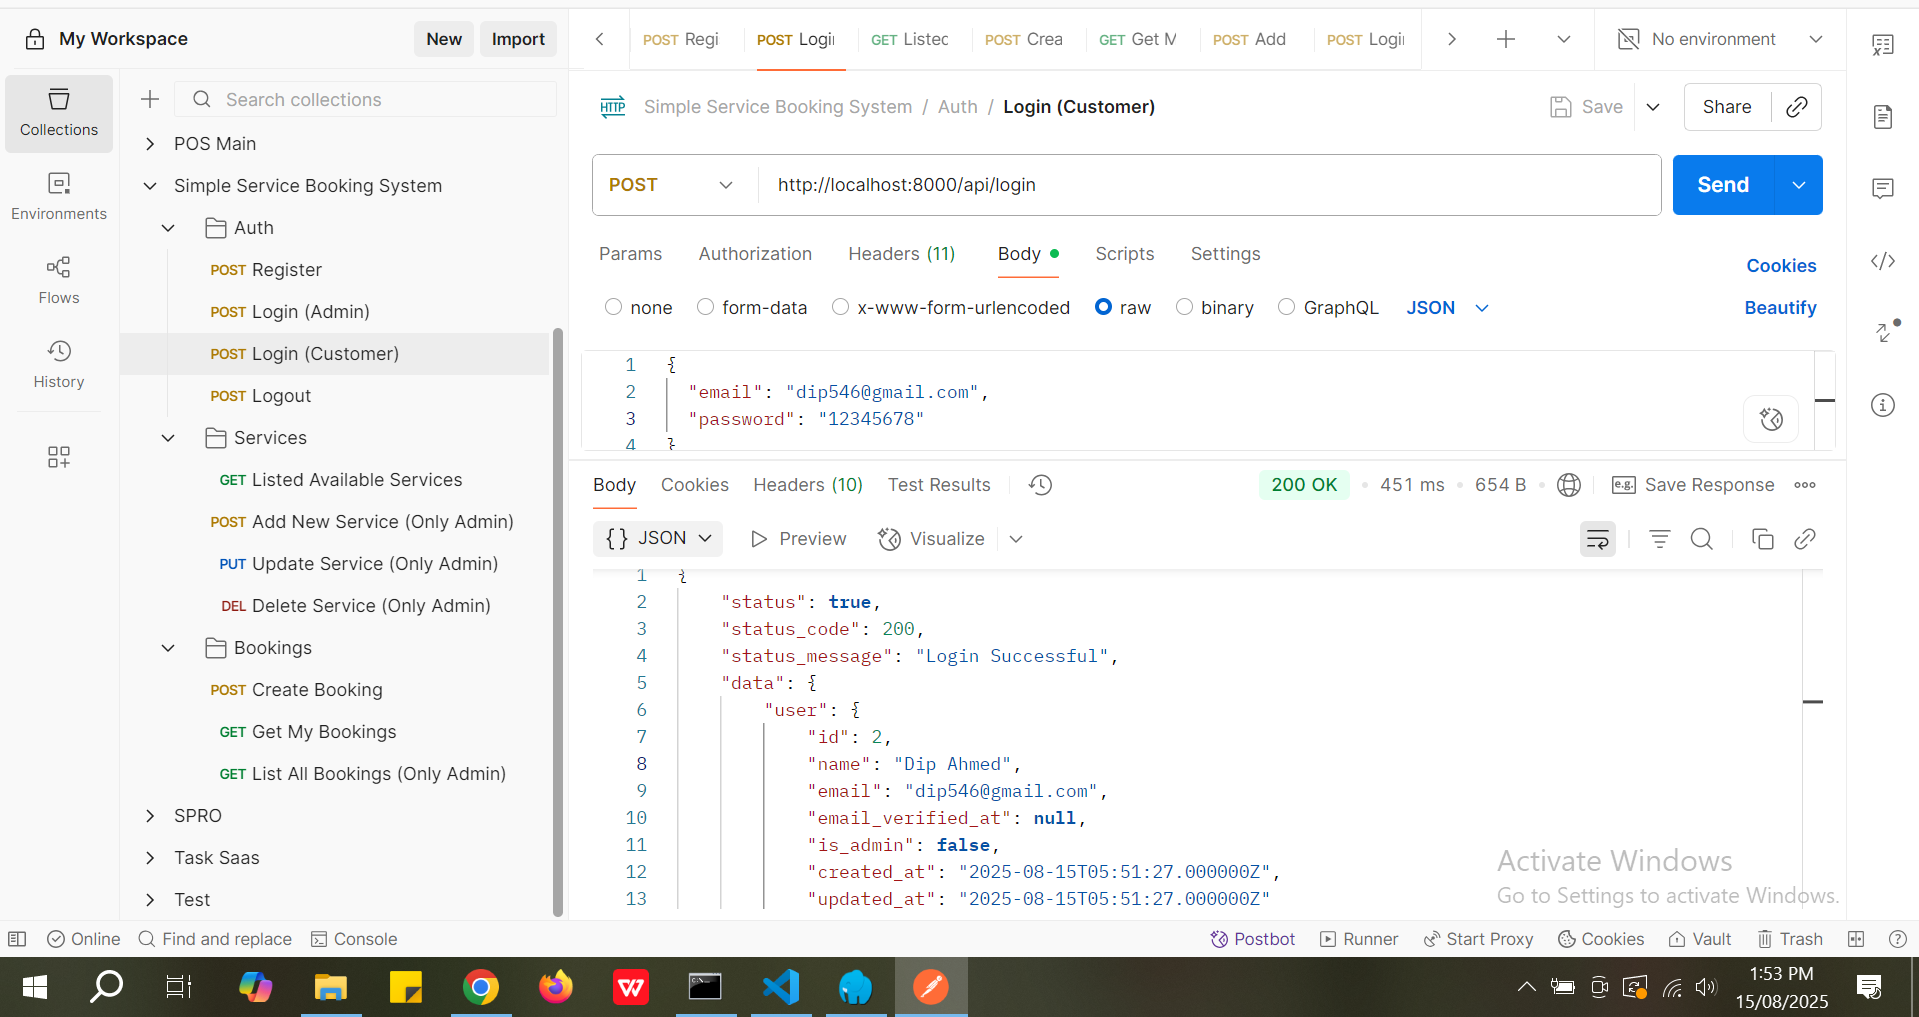 My Workspace
New
Import
POST Regi
POST Logi
GET Listed
POST Crea
GET Get M
POST Add
POST Logi
No environment
Collections
Environments
Flows
History
Search collections
POS Main
Simple Service Booking System
Auth
POST Register
POST Login (Admin)
POST Login (Customer)
POST Logout
Services
GET Listed Available Services
POST Add New Service (Only Admin)
PUT Update Service (Only Admin)
DEL Delete Service (Only Admin)
Bookings
POST Create Booking
GET Get My Bookings
GET List All Bookings (Only Admin)
SPRO
Task Saas
Test
HTTP Simple Service Booking System / Auth / Login (Customer)
Save
Share
POST
http://localhost:8000/api/login
Send
Params Authorization Headers (11) Body Scripts Settings
Cookies
none form-data x-www-form-urlencoded raw binary GraphQL JSON
Beautify
1 {
2 "email": "dip546@gmail.com",
3 "password": "12345678"
4 }
Body Cookies Headers (10) Test Results
200 OK • 451 ms • 654 B •
e.g. Save Response
{} JSON Preview Visualize
1 {
2 "status": true,
3 "status_code": 200,
4 "status_message": "Login Successful",
5 "data": {
6 "user": {
7 "id": 2,
8 "name": "Dip Ahmed",
9 "email": "dip546@gmail.com",
10 "email_verified_at": null,
11 "is_admin": false,
12 "created_at": "2025-08-15T05:51:27.000000Z",
13 "updated_at": "2025-08-15T05:51:27.000000Z"
Activate Windows
Go to Settings to activate Windows.
Online Find and replace Console
Postbot Runner Start Proxy Cookies Vault Trash
1:53 PM
15/08/2025